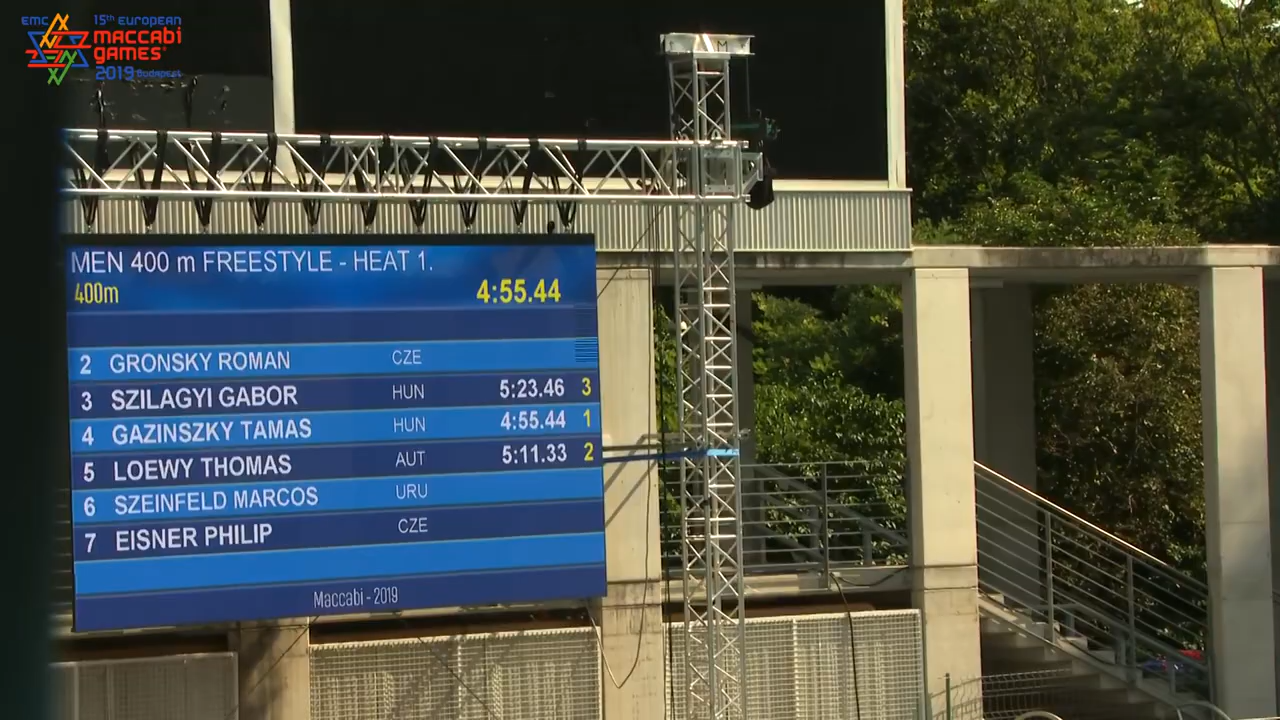 EMC 15th EUROPEAN
maccabi
games
2019 Budapest
M
MEN 400 m FREESTYLE - HEAT 1.
400m 4:55.44
2 GRONSKY ROMAN CZE
3 SZILAGYI GABOR HUN 5:23.46 3
4 GAZINSZKY TAMAS HUN 4:55.44 1
5 LOEWY THOMAS AUT 5:11.33 2
6 SZEINFELD MARCOS URU
7 EISNER PHILIP CZE
Maccabi - 2019